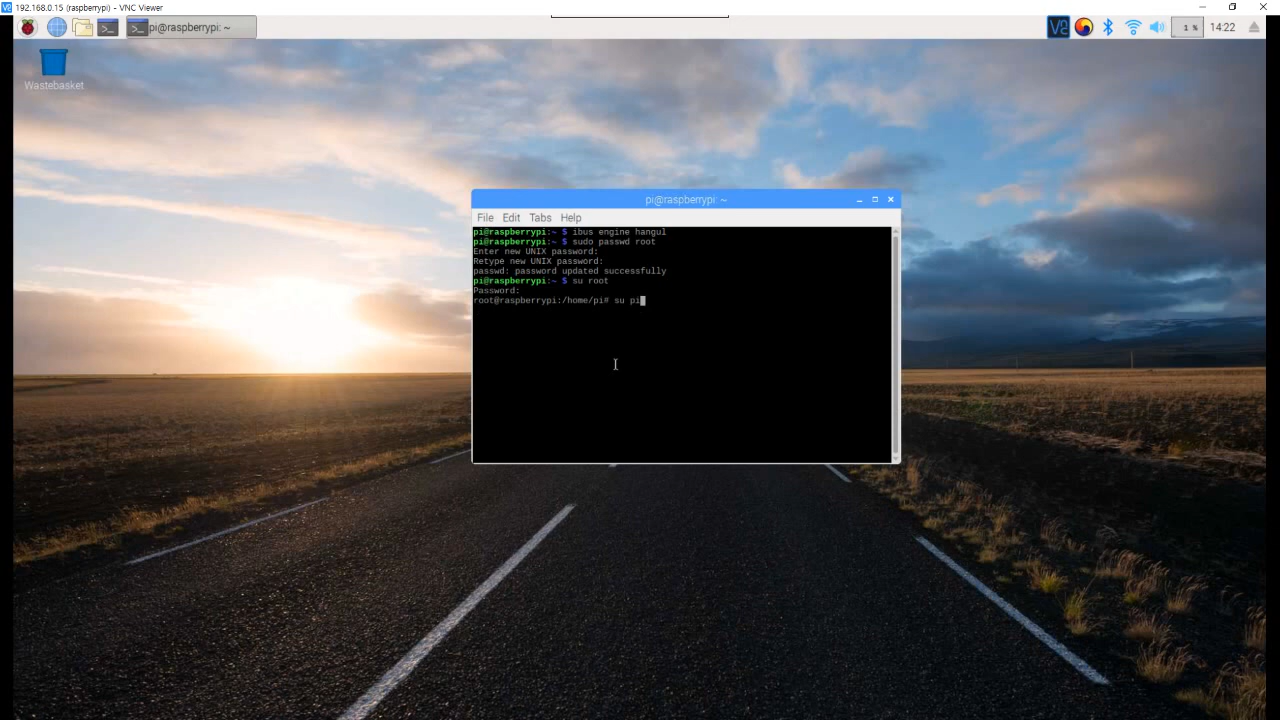 192.168.0.15 (raspberrypi) - VNC Viewer
pi@raspberrypi: ~
1 %
14:22
Wastebasket
pi@raspberrypi: ~
File Edit Tabs Help
pi@raspberrypi:~ $ ibus engine hangul
pi@raspberrypi:~ $ sudo passwd root
Enter new UNIX password:
Retype new UNIX password:
passwd: password updated successfully
pi@raspberrypi:~ $ su root
Password:
root@raspberrypi:/home/pi# su pi